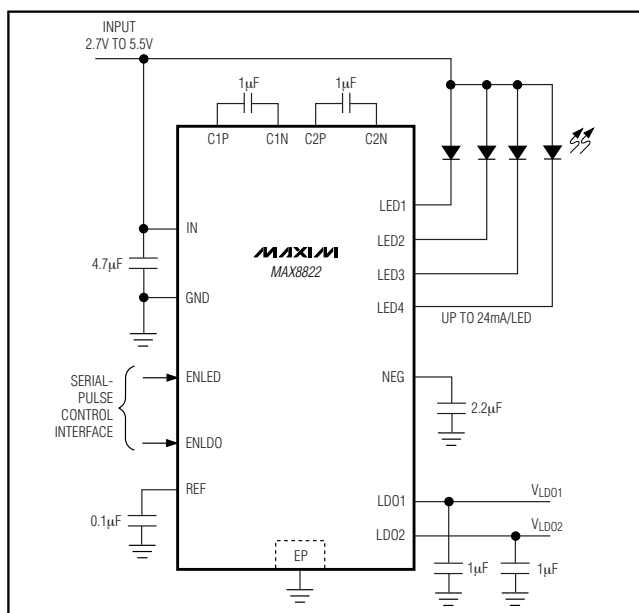 INPUT
2.7V TO 5.5V
1μF
1μF
C1P
C1N
C2P
C2N
LED1
IN
MAXIM
MAX8822
LED2
4.7μF
LED3
GND
LED4
UP TO 24mA/LED
SERIAL-
PULSE
CONTROL
INTERFACE
ENLED
NEG
2.2μF
ENLDO
REF
LDO1
VLDO1
0.1μF
LDO2
VLDO2
EP
1μF
1μF